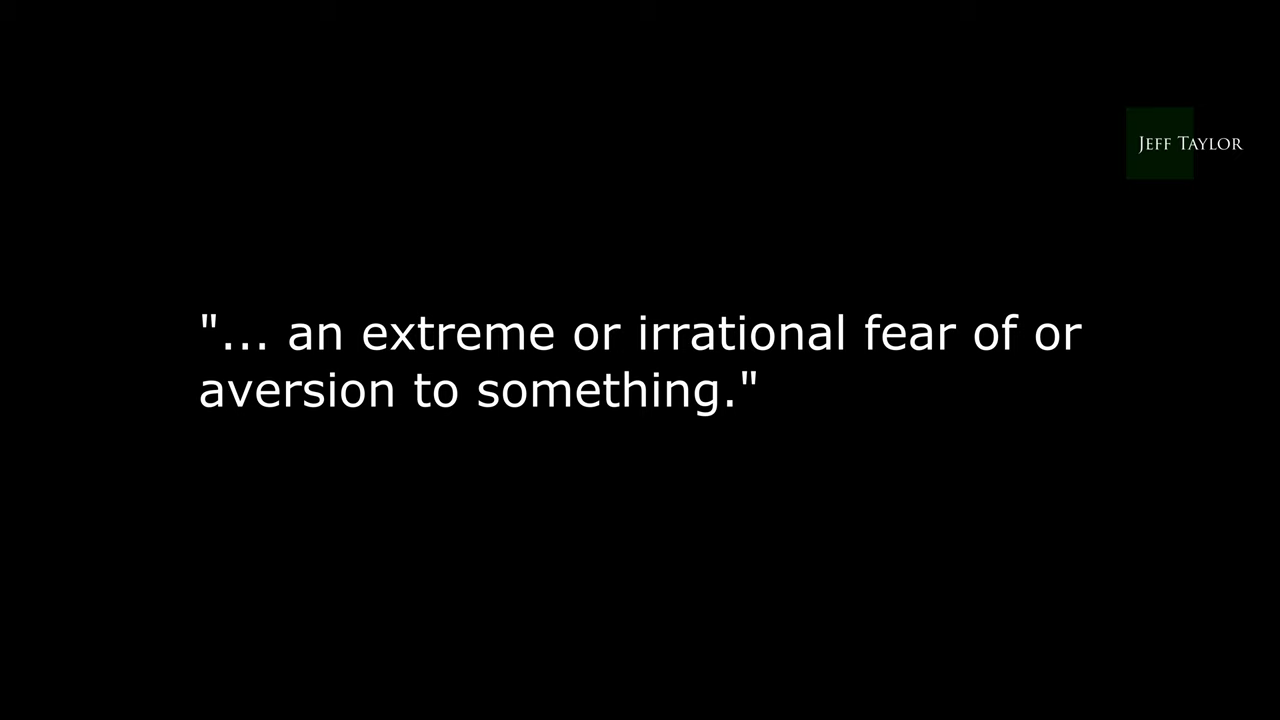 JEFF TAYLOR
"... an extreme or irrational fear of or
aversion to something."